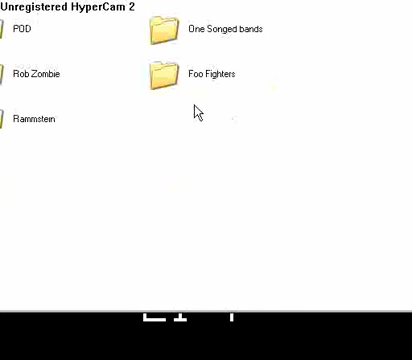 Unregistered HyperCam 2
POD
One Songed bands
Rob Zombie
Foo Fighters
Rammstein